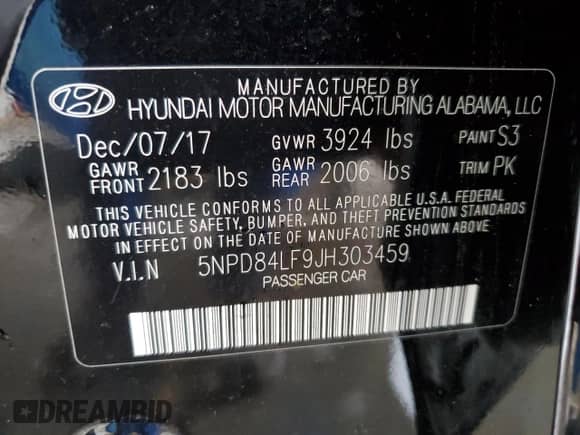 MANUFACTURED BY
HYUNDAI MOTOR MANUFACTURING ALABAMA, LLC
Dec/07/17 GVWR 3924 lbs PAINT S3
GAWR FRONT 2183 lbs GAWR REAR 2006 lbs TRIM PK
THIS VEHICLE CONFORMS TO ALL APPLICABLE U.S.A. FEDERAL
MOTOR VEHICLE SAFETY, BUMPER, AND THEFT PREVENTION STANDARDS
IN EFFECT ON THE DATE OF MANUFACTURE SHOWN ABOVE.
V.I.N 5NPD84LF9JH303459
PASSENGER CAR
DREAMBID